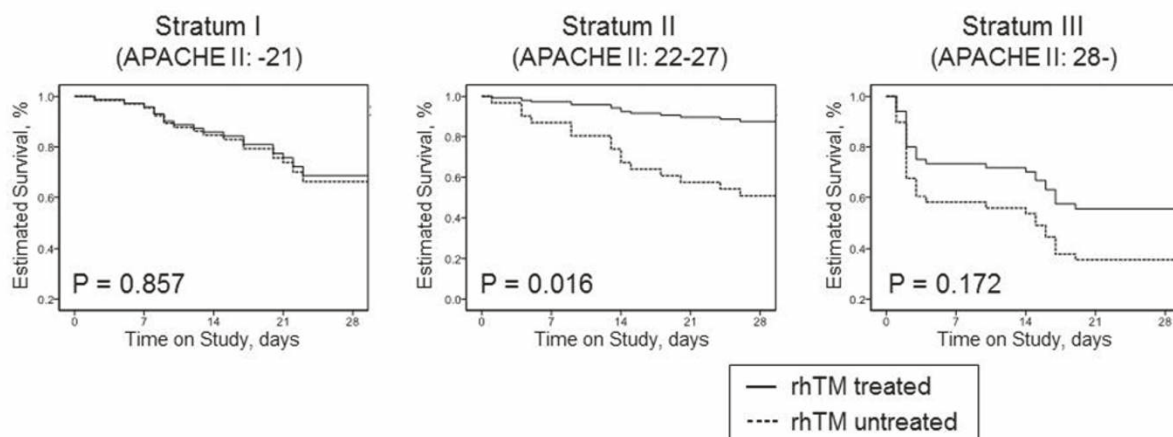 Stratum I
(APACHE II: -21)
Stratum II
(APACHE II: 22-27)
Stratum III
(APACHE II: 28-)
Estimated Survival, %
1.0
0.8
0.6
0.4
0.2
P = 0.857
0 7 14 21 28
Time on Study, days
Estimated Survival, %
1.0
0.8
0.6
0.4
0.2
0.0
P = 0.016
0 7 14 21 28
Time on Study, days
Estimated Survival, %
1.0
0.8
0.6
0.4
0.2
P = 0.172
0 7 14 21 28
Time on Study, days
rhTM treated
rhTM untreated